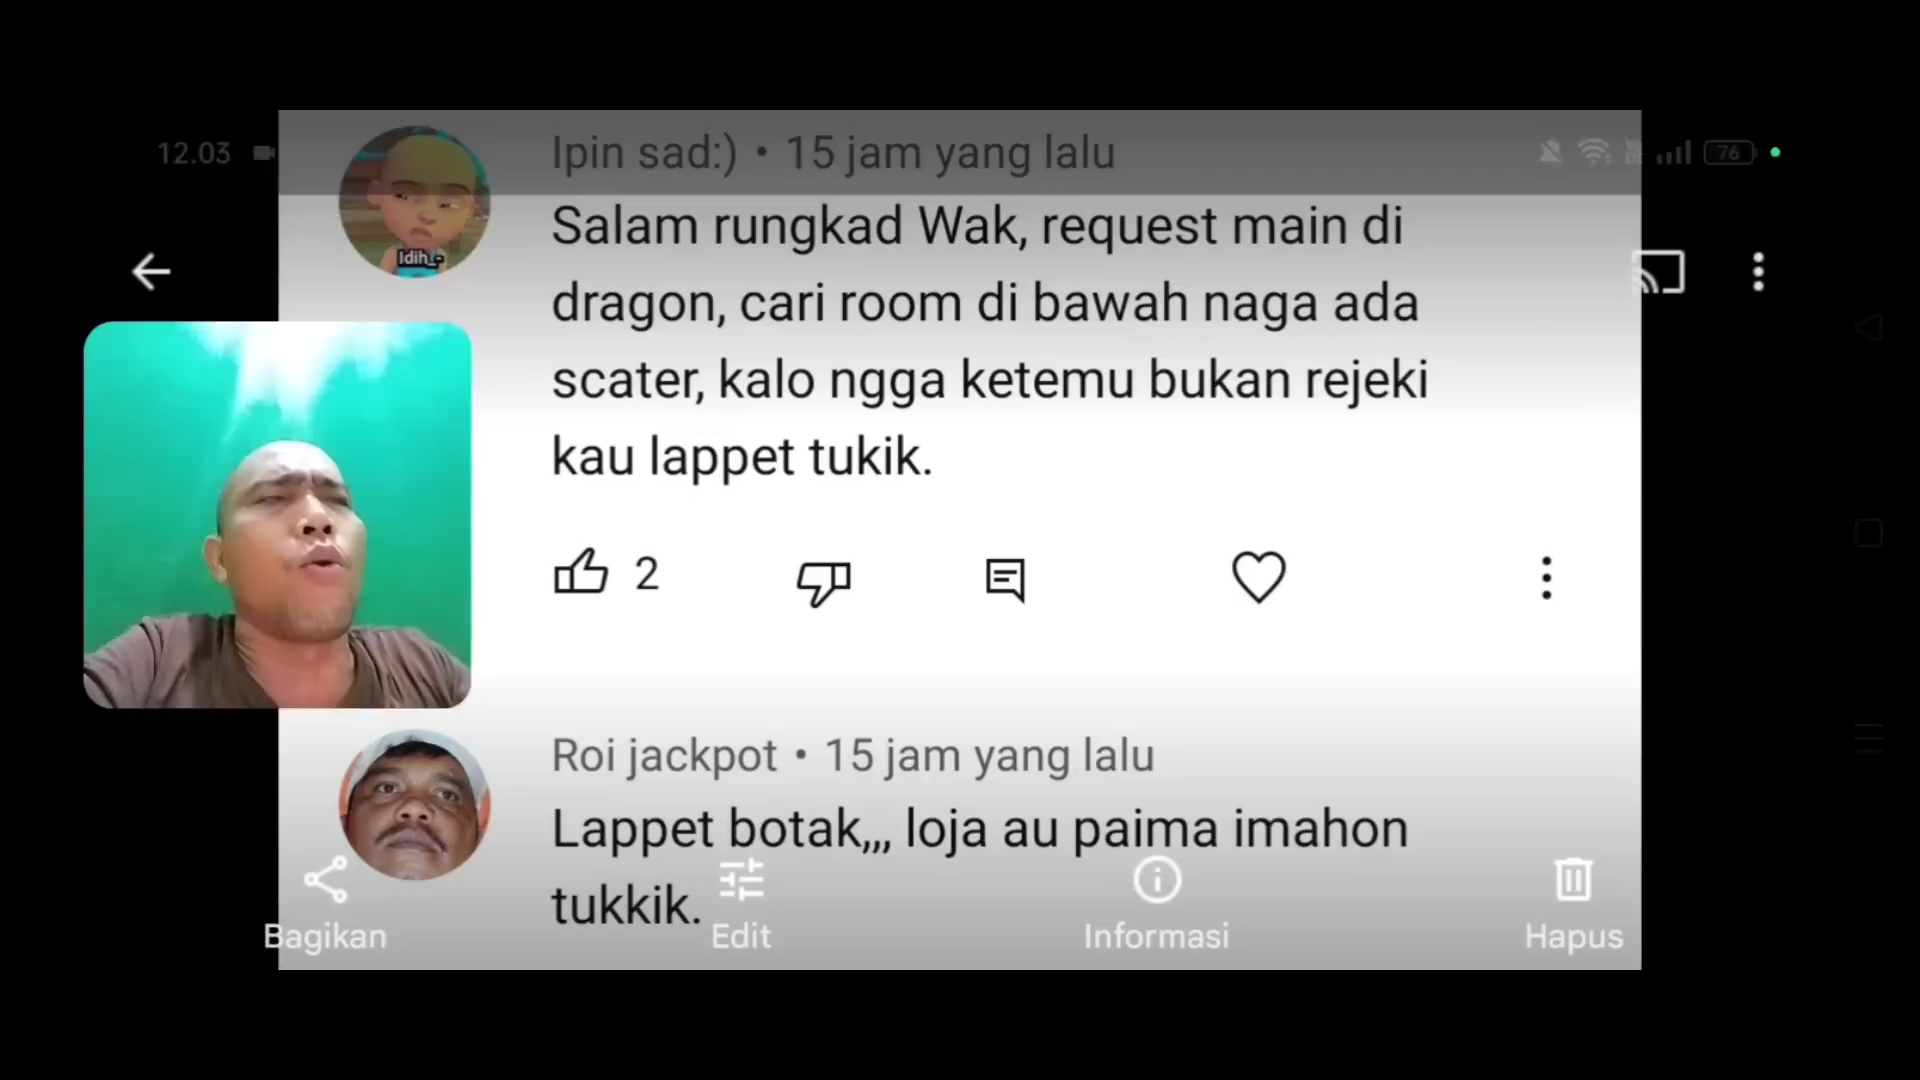 12.03
76
Ipin sad:) • 15 jam yang lalu
Idih_-
Salam rungkad Wak, request main di
dragon, cari room di bawah naga ada
scater, kalo ngga ketemu bukan rejeki
kau lappet tukik.
2
Roi jackpot • 15 jam yang lalu
Lappet botak,,, loja au paima imahon
tukkik.
Bagikan
Edit
Informasi
Hapus